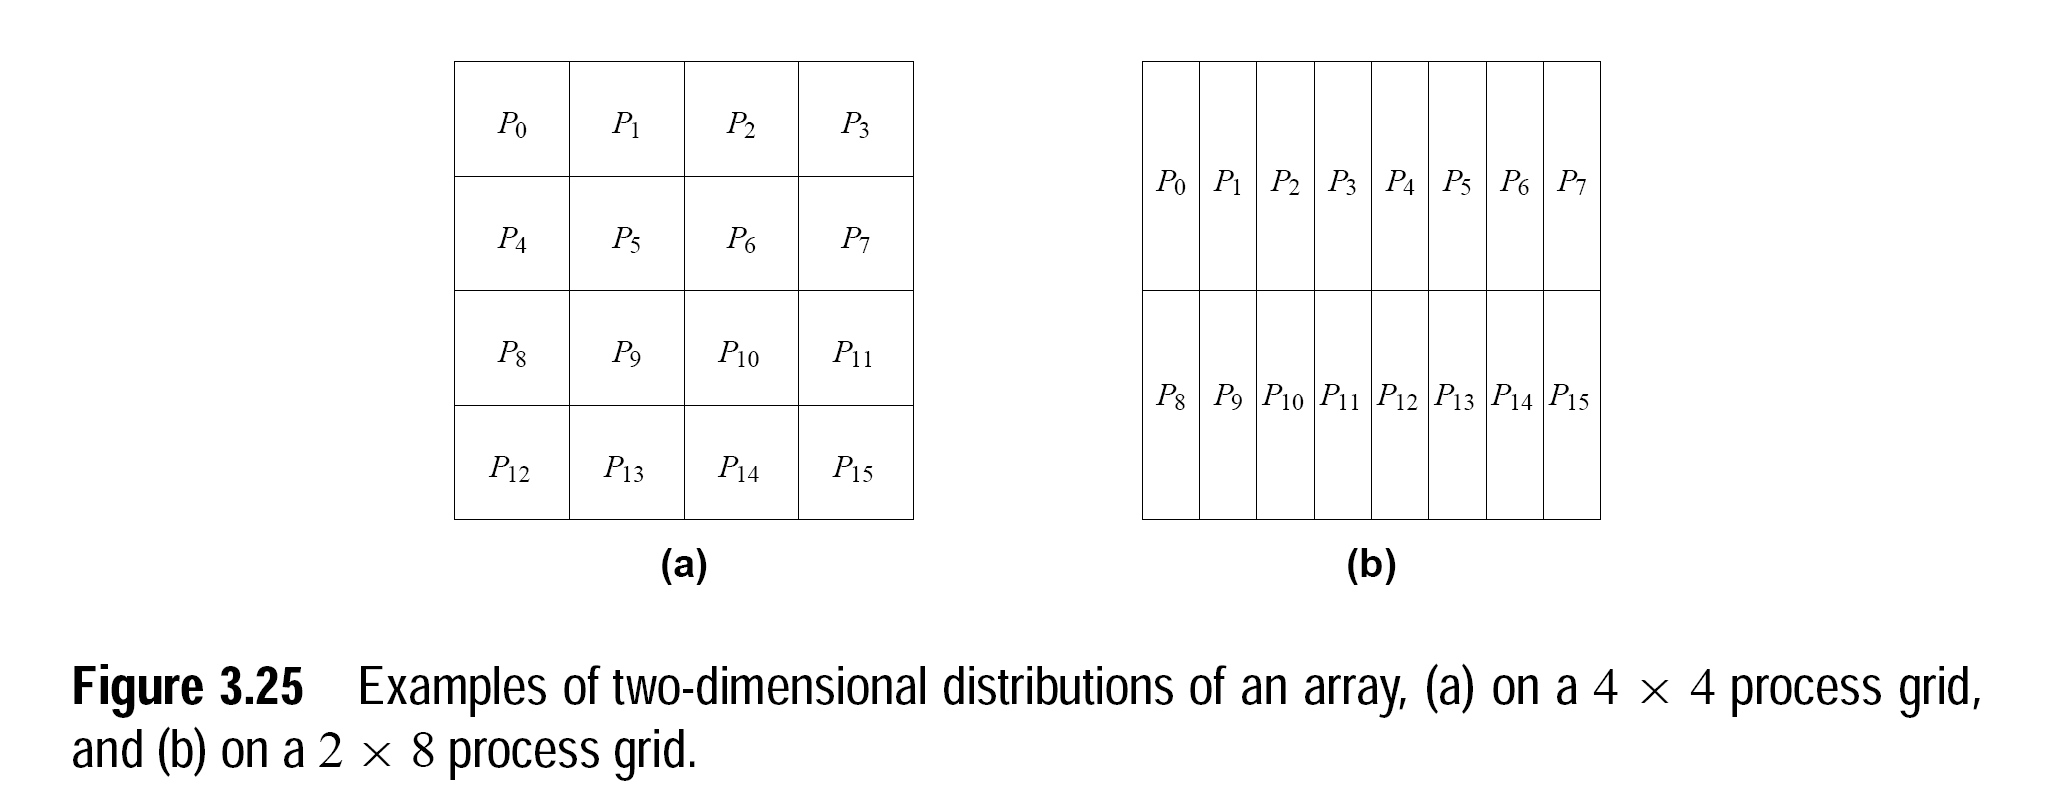 P0 P1 P2 P3
P4 P5 P6 P7
P8 P9 P10 P11
P12 P13 P14 P15
(a)
P0 P1 P2 P3 P4 P5 P6 P7
P8 P9 P10 P11 P12 P13 P14 P15
(b)
Figure 3.25 Examples of two-dimensional distributions of an array, (a) on a 4 × 4 process grid,
and (b) on a 2 × 8 process grid.